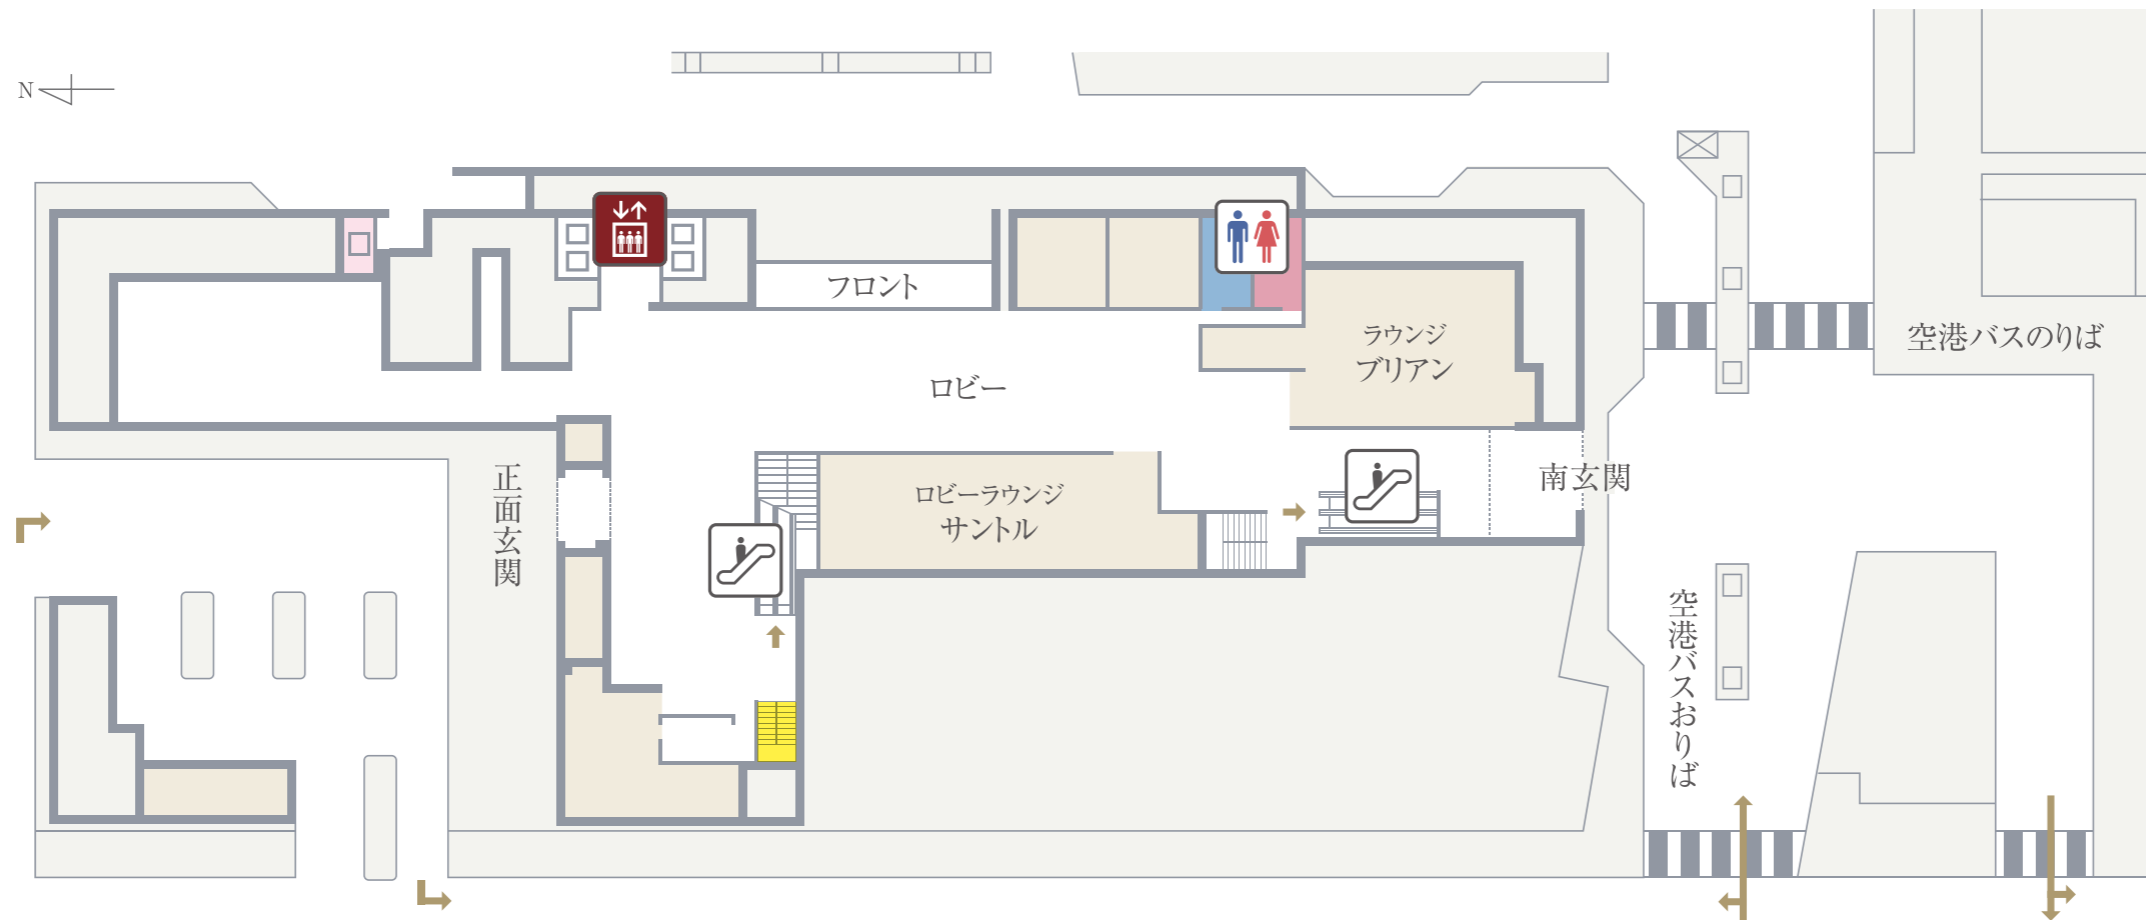 N
フロント
ラウンジ
ブリアン
空港バスのりば
ロビー
正面玄関
ロビーラウンジ
サントル
南玄関
空港バスおりば